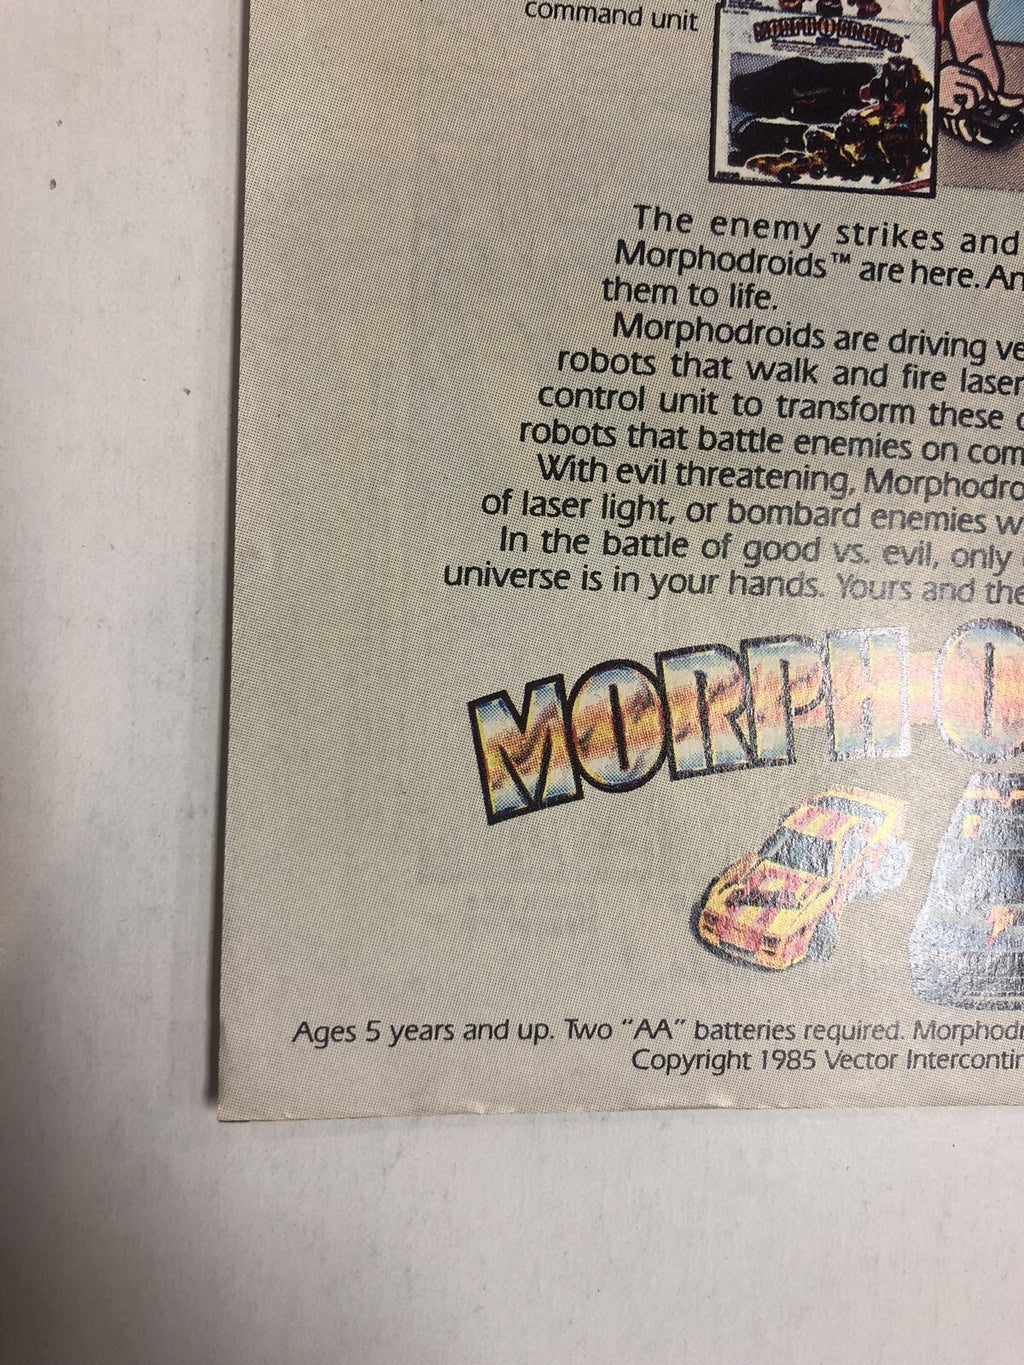 command unit
MORPH-O-DROIDS
The enemy strikes and
Morphodroids™ are here. An
them to life.
Morphodroids are driving ve
robots that walk and fire laser
control unit to transform these
robots that battle enemies on com
With evil threatening, Morphodro
of laser light, or bombard enemies w
In the battle of good vs. evil, only
universe is in your hands. Yours and the
MORPH-O
Ages 5 years and up. Two "AA" batteries required. Morphodr
Copyright 1985 Vector Intercontin